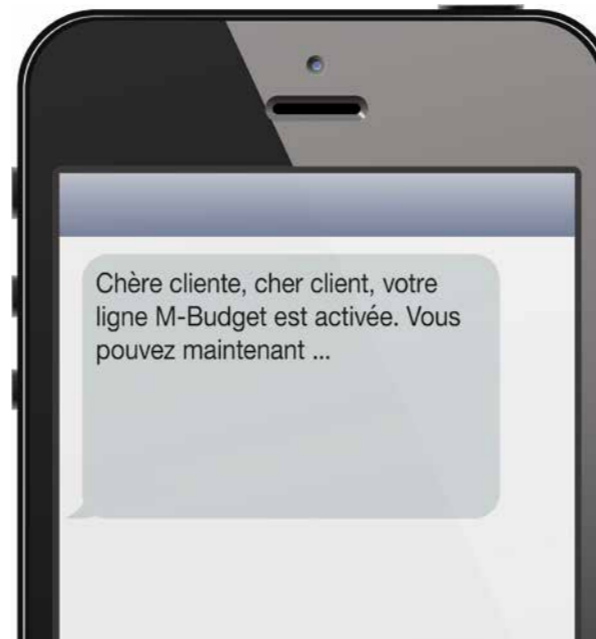 Chère cliente, cher client, votre
ligne M-Budget est activée. Vous
pouvez maintenant ...